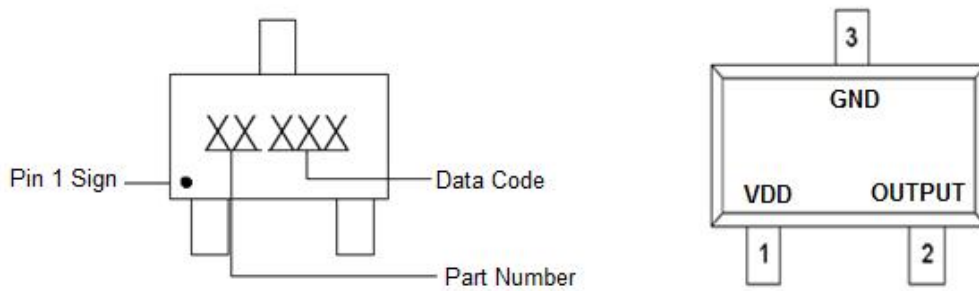 XX XXX
Pin 1 Sign
Data Code
Part Number
3
GND
VDD OUTPUT
1 2